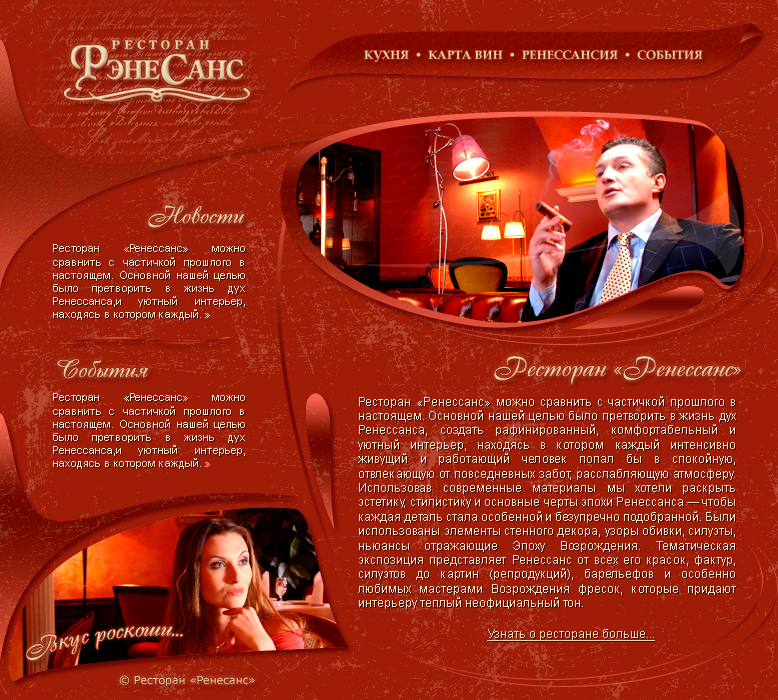 РЕСТОРАН
РЭНЕСАНС
КУХНЯ • КАРТА ВИН • РЕНЕССАНСИЯ • СОБЫТИЯ
Новости
Ресторан «Ренессанс» можно
сравнить с частичкой прошлого в
настоящем. Основной нашей целью
было претворить в жизнь дух
Ренессанса,и уютный интерьер,
находясь в котором каждый. »
События
Ресторан «Ренессанс» можно
сравнить с частичкой прошлого в
настоящем. Основной нашей целью
было претворить в жизнь дух
Ренессанса,и уютный интерьер,
находясь в котором каждый. »
Вкус роскоши...
© Ресторан «Ренесанс»
Ресторан «Ренессанс»
Ресторан «Ренессанс» можно сравнить с частичкой прошлого в
настоящем. Основной нашей целью было претворить в жизнь дух
Ренессанса, создать рафинированный, комфортабельный и
уютный интерьер, находясь в котором каждый интенсивно
живущий и работающий человек попал бы в спокойную,
отвлекающую от повседневных забот, расслабляющую атмосферу.
Использовав современные материалы мы хотели раскрыть
эстетику, стилистику и основные черты эпохи Ренессанса — чтобы
каждая деталь стала особенной и безупречно подобранной. Были
использованы элементы стенного декора, узоры обивки, силуэты,
ньюансы отражающие Эпоху Возрождения. Тематическая
экспозиция представляет Ренессанс от всех его красок, фактур,
силуэтов до картин (репродукций), барельефов и особенно
любимых мастерами Возрождения фресок, которые придают
интерьеру теплый неофициальный тон.
Узнать о ресторане больше...